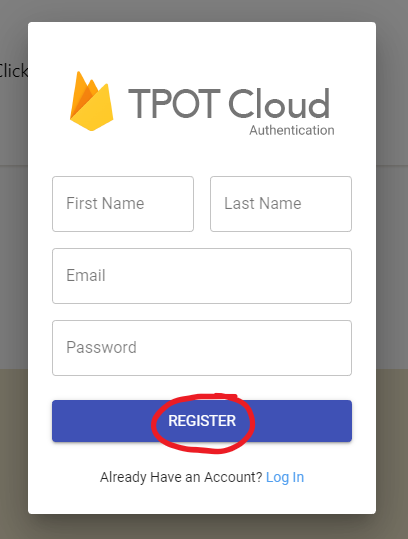 Click
TPOT Cloud
Authentication
First Name
Last Name
Email
Password
REGISTER
Already Have an Account? Log In